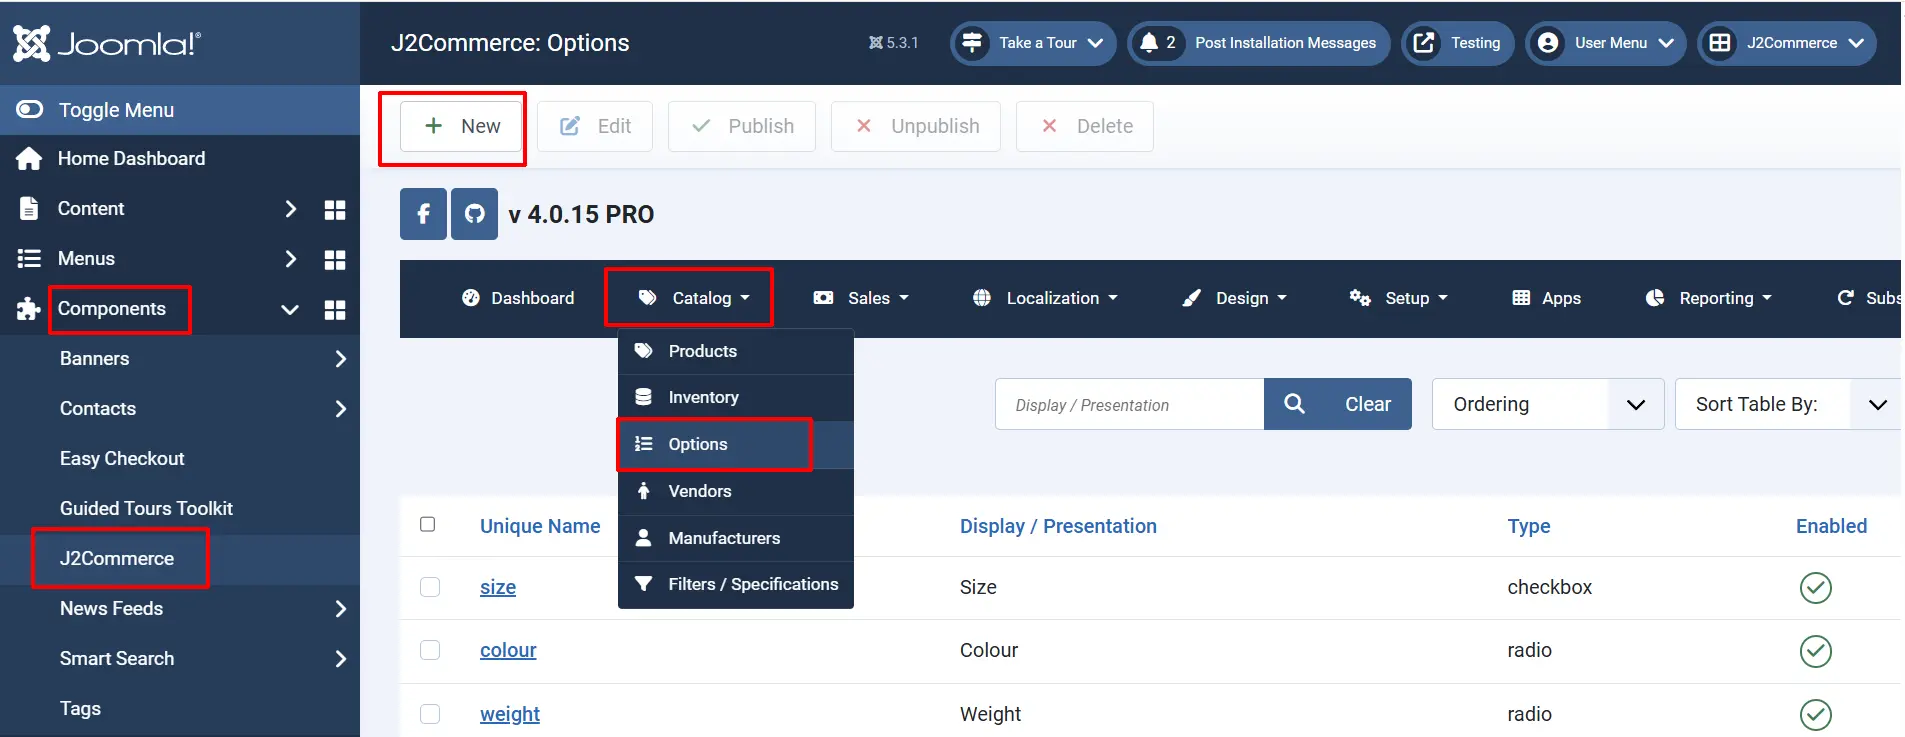 Joomla!®
J2Commerce: Options
5.3.1
Take a Tour
2 Post Installation Messages
Testing
User Menu
J2Commerce
Toggle Menu
Home Dashboard
Content
Menus
Components
Banners
Contacts
Easy Checkout
Guided Tours Toolkit
J2Commerce
News Feeds
Smart Search
Tags
New
Edit
Publish
Unpublish
Delete
v 4.0.15 PRO
Dashboard
Catalog
Sales
Localization
Design
Setup
Apps
Reporting
Subs
Products
Inventory
Options
Vendors
Manufacturers
Filters / Specifications
Display / Presentation
Clear
Ordering
Sort Table By:
Unique Name Display / Presentation Type Enabled
size Size checkbox
colour Colour radio
weight Weight radio